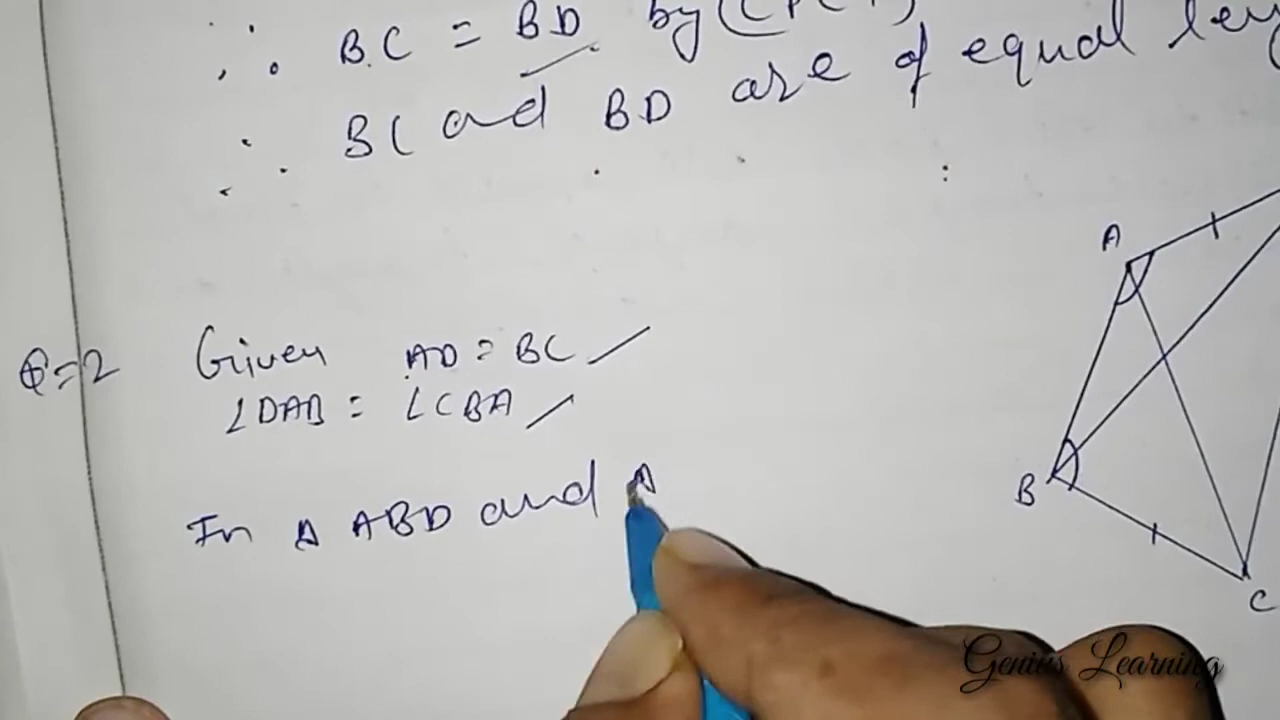 ∴ BC = BD by (CPCT)
∴ BC and BD are of equal
A
Q=2 Given AD = BC
∠DAB = ∠CBA
B
In Δ ABD and Δ
C
Genius Learning